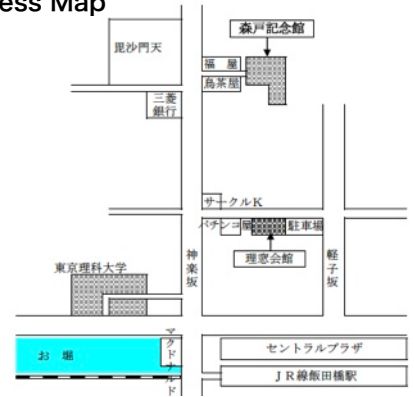 ess Map
森戸記念館
毘沙門天
福 屋
鳥茶屋
三菱
銀行
サークルK
パチンコ屋
駐車場
理窓会館
神楽坂
軽子坂
東京理科大学
お 堀
マクドナルド
セントラルプラザ
JR線飯田橋駅